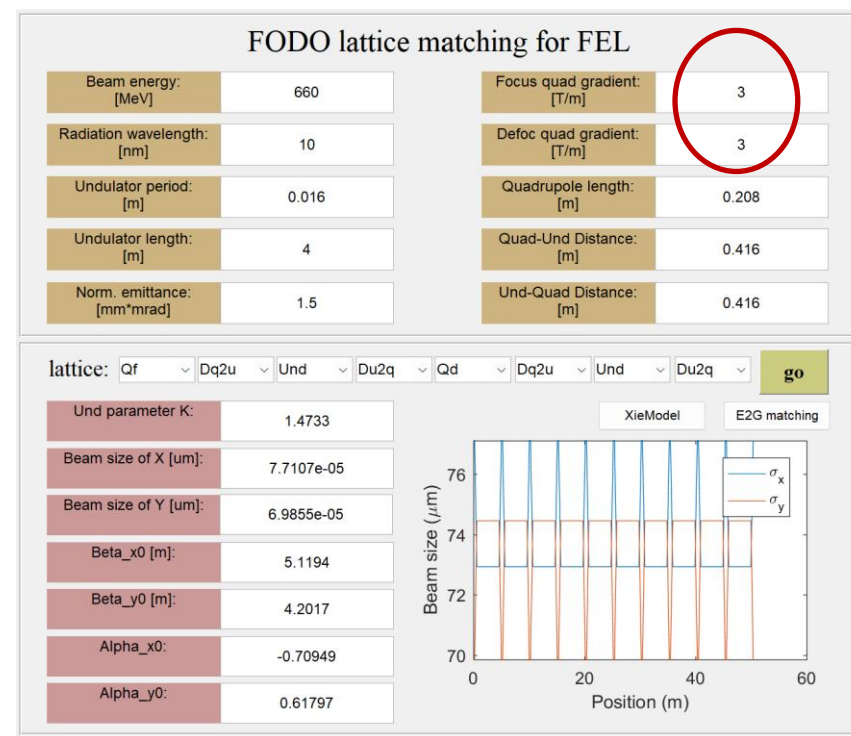 FODO lattice matching for FEL
Beam energy:
[MeV]
660
Focus quad gradient:
[T/m]
3
Radiation wavelength:
[nm]
10
Defoc quad gradient:
[T/m]
3
Undulator period:
[m]
0.016
Quadrupole length:
[m]
0.208
Undulator length:
[m]
4
Quad-Und Distance:
[m]
0.416
Norm. emittance:
[mm*mrad]
1.5
Und-Quad Distance:
[m]
0.416
lattice: Qf Dq2u Und Du2q Qd Dq2u Und Du2q go
Und parameter K:
1.4733
XieModel
E2G matching
Beam size of X [um]:
7.7107e-05
Beam size of Y [um]:
6.9855e-05
Beta_x0 [m]:
5.1194
Beta_y0 [m]:
4.2017
Alpha_x0:
-0.70949
Alpha_y0:
0.61797
σx
σy
Beam size (μm)
76
74
72
70
0 20 40 60
Position (m)